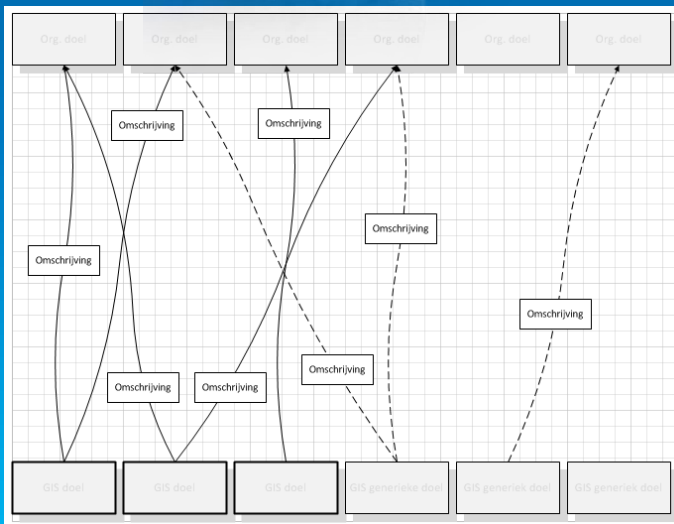 Org. doel
Org. doel
Org. doel
Org. doel
Org. doel
Org. doel
Omschrijving
Omschrijving
Omschrijving
Omschrijving
Omschrijving
Omschrijving
Omschrijving
Omschrijving
Omschrijving
GIS doel
GIS doel
GIS doel
GIS generieke doel
GIS generiek doel
GIS generiek doel